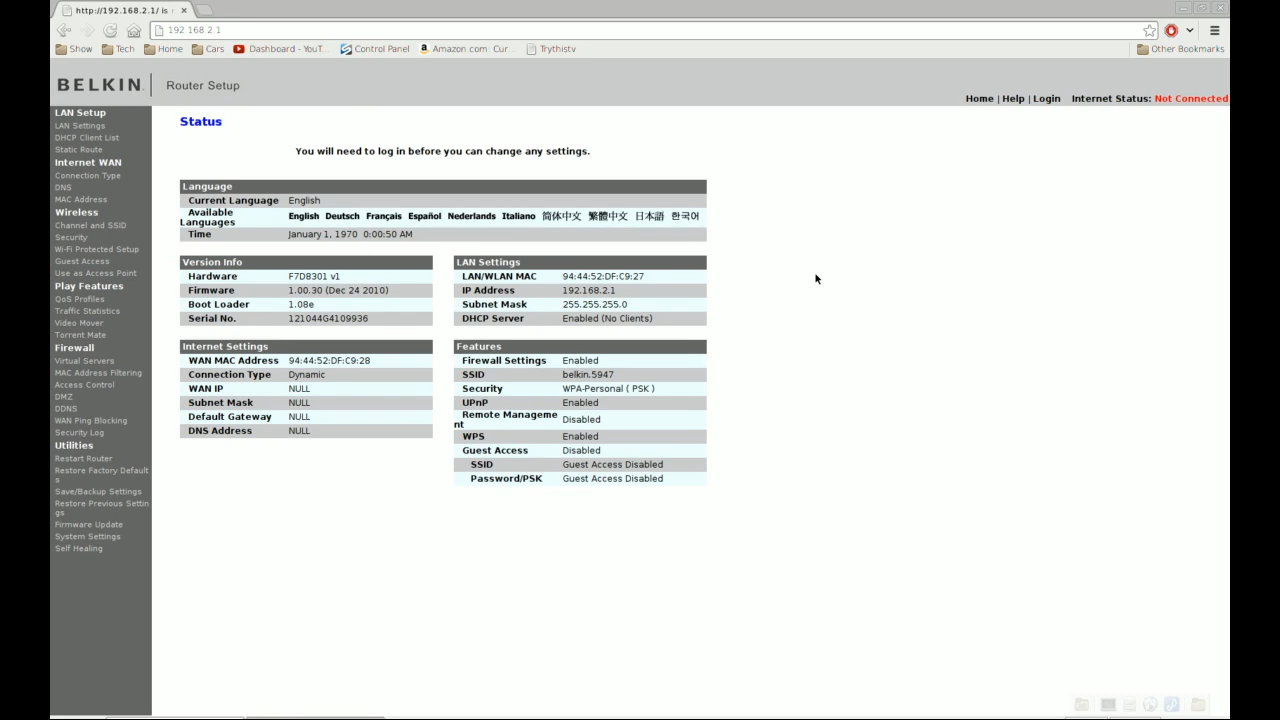 http://192.168.2.1/ is
192.168.2.1
Show Tech Home Cars Dashboard - YouT... Control Panel Amazon.com: Cur... Trythistv Other Bookmarks
BELKIN Router Setup
Home | Help | Login Internet Status: Not Connected
LAN Setup
LAN Settings
DHCP Client List
Static Route
Internet WAN
Connection Type
DNS
MAC Address
Wireless
Channel and SSID
Security
Wi-Fi Protected Setup
Guest Access
Use as Access Point
Play Features
QoS Profiles
Traffic Statistics
Video Mover
Torrent Mate
Firewall
Virtual Servers
MAC Address Filtering
Access Control
DMZ
DDNS
WAN Ping Blocking
Security Log
Utilities
Restart Router
Restore Factory Default
s
Save/Backup Settings
Restore Previous Settin
gs
Firmware Update
System Settings
Self Healing
Status
You will need to log in before you can change any settings.
Language
Current Language English
Available
Languages English Deutsch Français Español Nederlands Italiano 简体中文 繁體中文 日本語 한국어
Time January 1, 1970 0:00:50 AM
Version Info
Hardware F7D8301 v1
Firmware 1.00.30 (Dec 24 2010)
Boot Loader 1.08e
Serial No. 121044G4109936
LAN Settings
LAN/WLAN MAC 94:44:52:DF:C9:27
IP Address 192.168.2.1
Subnet Mask 255.255.255.0
DHCP Server Enabled (No Clients)
Internet Settings
WAN MAC Address 94:44:52:DF:C9:28
Connection Type Dynamic
WAN IP NULL
Subnet Mask NULL
Default Gateway NULL
DNS Address NULL
Features
Firewall Settings Enabled
SSID belkin.5947
Security WPA-Personal ( PSK )
UPnP Enabled
Remote Manageme
nt Disabled
WPS Enabled
Guest Access Disabled
SSID Guest Access Disabled
Password/PSK Guest Access Disabled